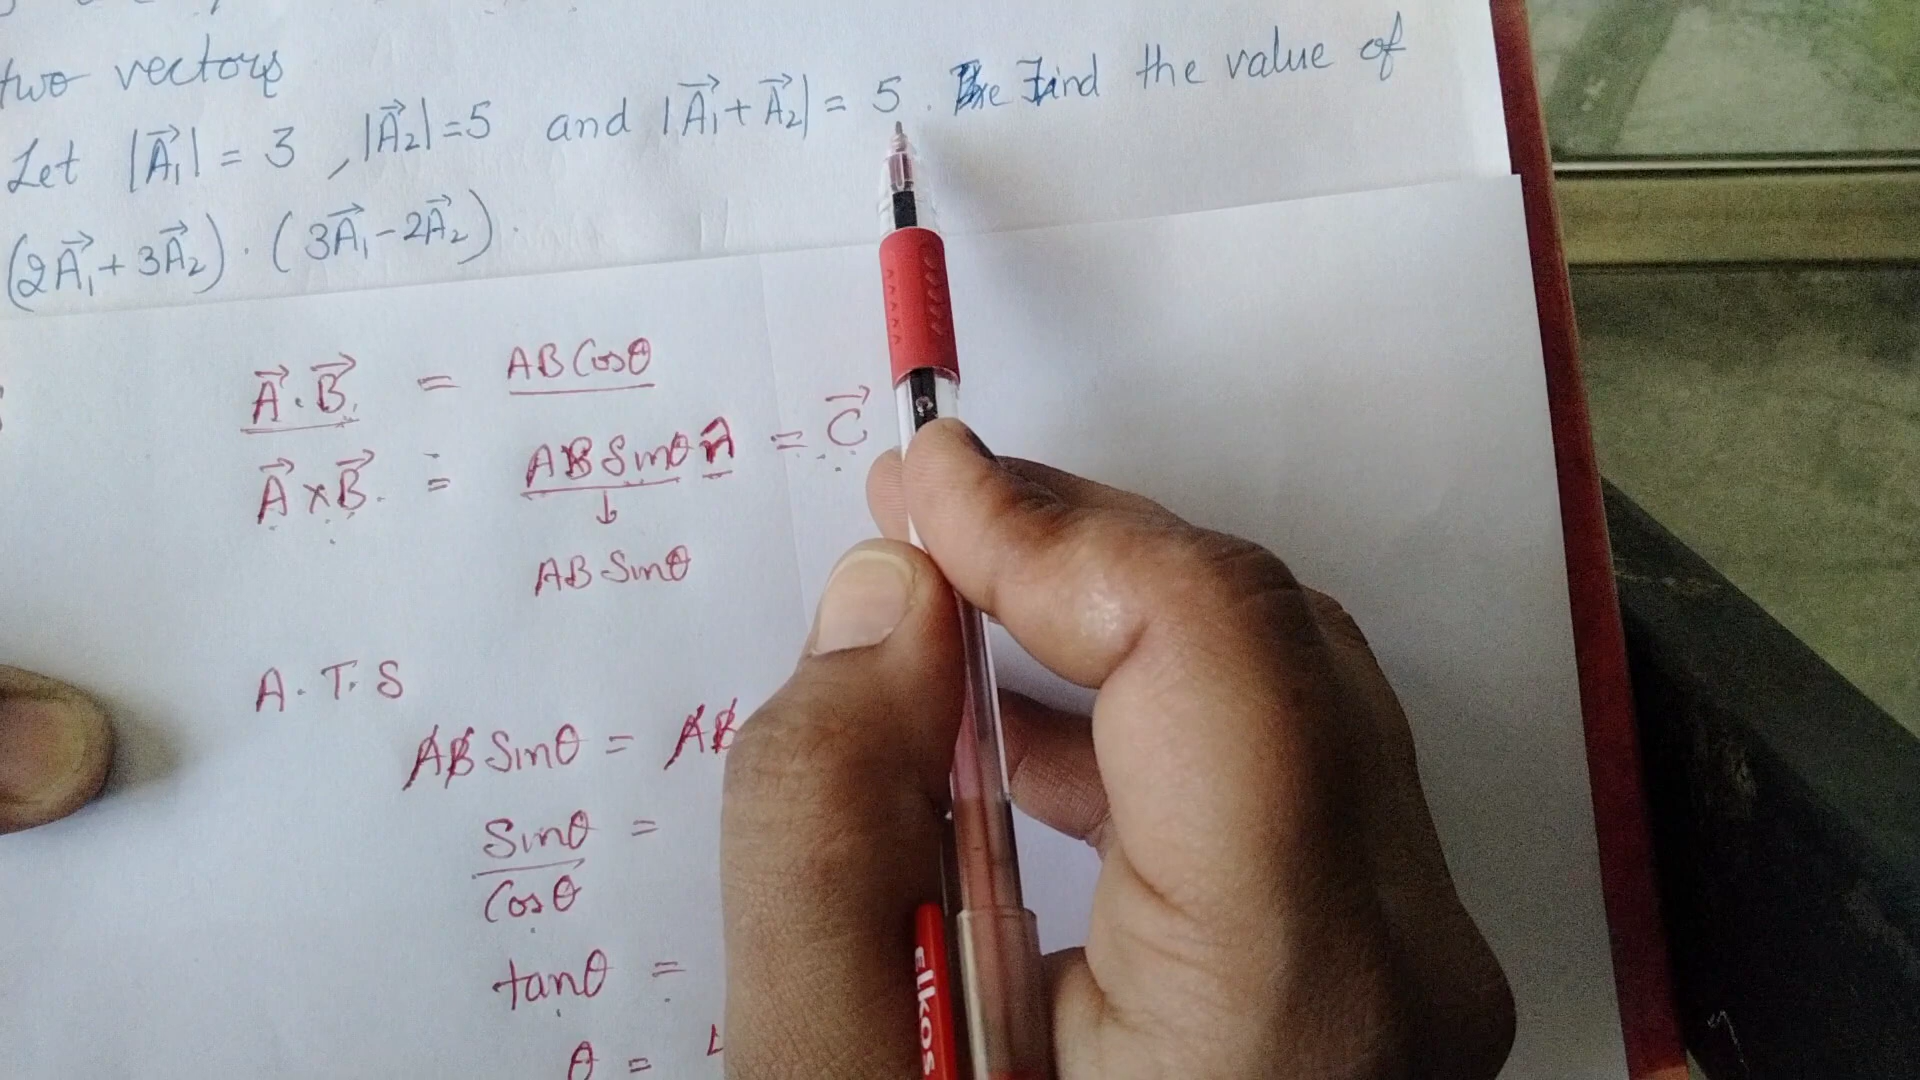 two vectors
Let |A⃗₁| = 3 , |A⃗₂| = 5 and |A⃗₁ + A⃗₂| = 5 . Find the value of
(2A⃗₁ + 3A⃗₂) · (3A⃗₁ - 2A⃗₂).
A⃗ . B⃗ = AB Cosθ
A⃗ × B⃗ = AB Sinθ n̂ = C⃗
↓
AB Sinθ
A.T.S
AB Sinθ = AB
Sinθ =
Cosθ
tanθ =
θ =
elkos